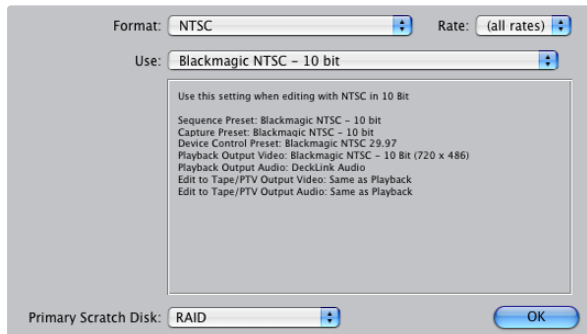 Format: NTSC Rate: (all rates)
Use: Blackmagic NTSC – 10 bit
Use this setting when editing with NTSC in 10 Bit
Sequence Preset: Blackmagic NTSC – 10 bit
Capture Preset: Blackmagic NTSC – 10 bit
Device Control Preset: Blackmagic NTSC 29.97
Playback Output Video: Blackmagic NTSC – 10 Bit (720 x 486)
Playback Output Audio: DeckLink Audio
Edit to Tape/PTV Output Video: Same as Playback
Edit to Tape/PTV Output Audio: Same as Playback
Primary Scratch Disk: RAID OK